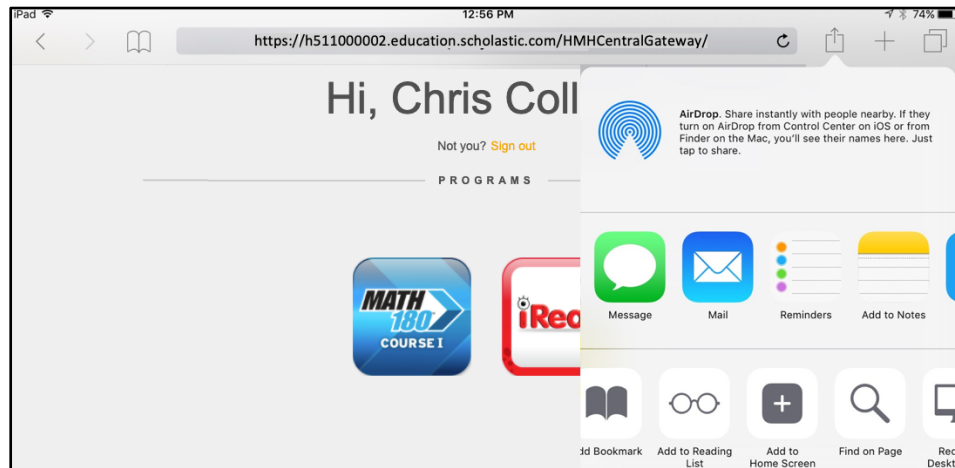 iPad
12:56 PM
74%
https://h511000002.education.scholastic.com/HMHCentralGateway/
Hi, Chris Coll
Not you? Sign out
PROGRAMS
MATH
180
COURSE I
iRea
AirDrop. Share instantly with people nearby. If they
turn on AirDrop from Control Center on iOS or from
Finder on the Mac, you'll see their names here. Just
tap to share.
Message
Mail
Reminders
Add to Notes
dd Bookmark
Add to Reading
List
Add to
Home Screen
Find on Page
Req
Deskt